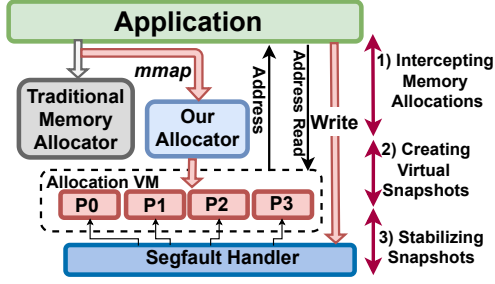 Application
mmap
Traditional
Memory
Allocator
Our
Allocator
Address
Address Read
Write
Allocation VM
P0 P1 P2 P3
Segfault Handler
1) Intercepting
Memory
Allocations
2) Creating
Virtual
Snapshots
3) Stabilizing
Snapshots